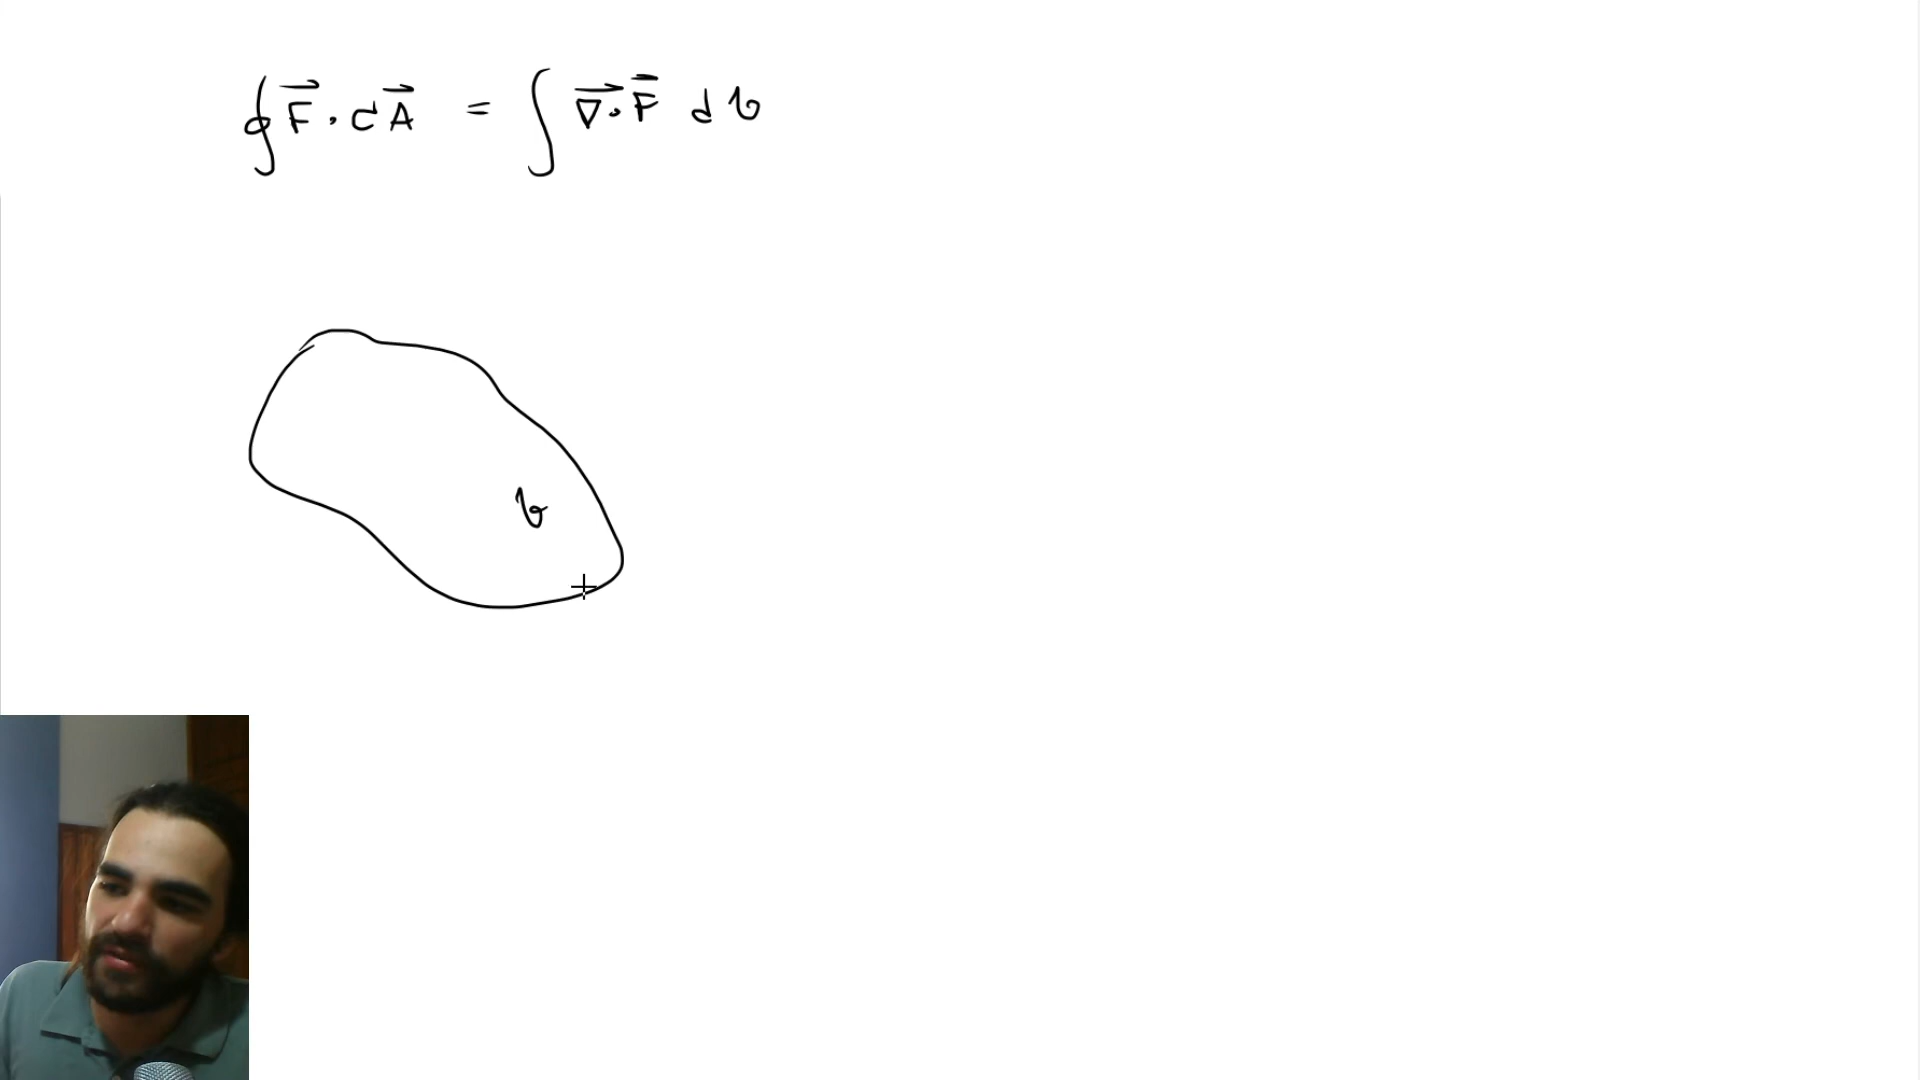 ∮ F⃗ · dA⃗ = ∫ ∇⃗ · F⃗ dv
v